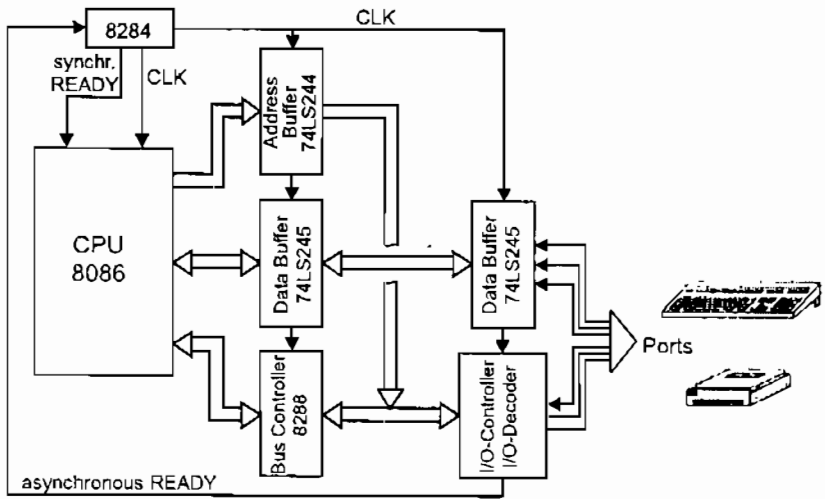 8284
CLK
synchr.
READY
CLK
Address
Buffer
74LS244
CPU
8086
Data Buffer
74LS245
Data Buffer
74LS245
Ports
Bus Controller
8288
I/O-Controller
I/O-Decoder
asynchronous READY